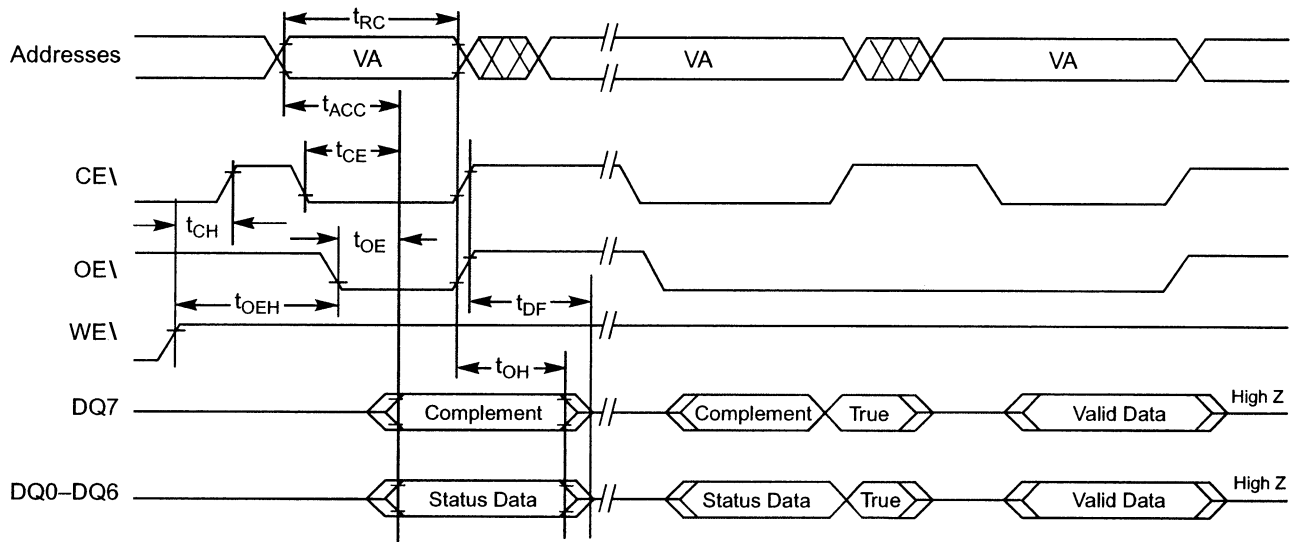 tRC
Addresses VA VA VA
tACC
tCE
CE\
tCH
tOE
OE\
tOEH
tDF
WE\
tOH
DQ7 Complement Complement True Valid Data High Z
DQ0–DQ6 Status Data Status Data True Valid Data High Z